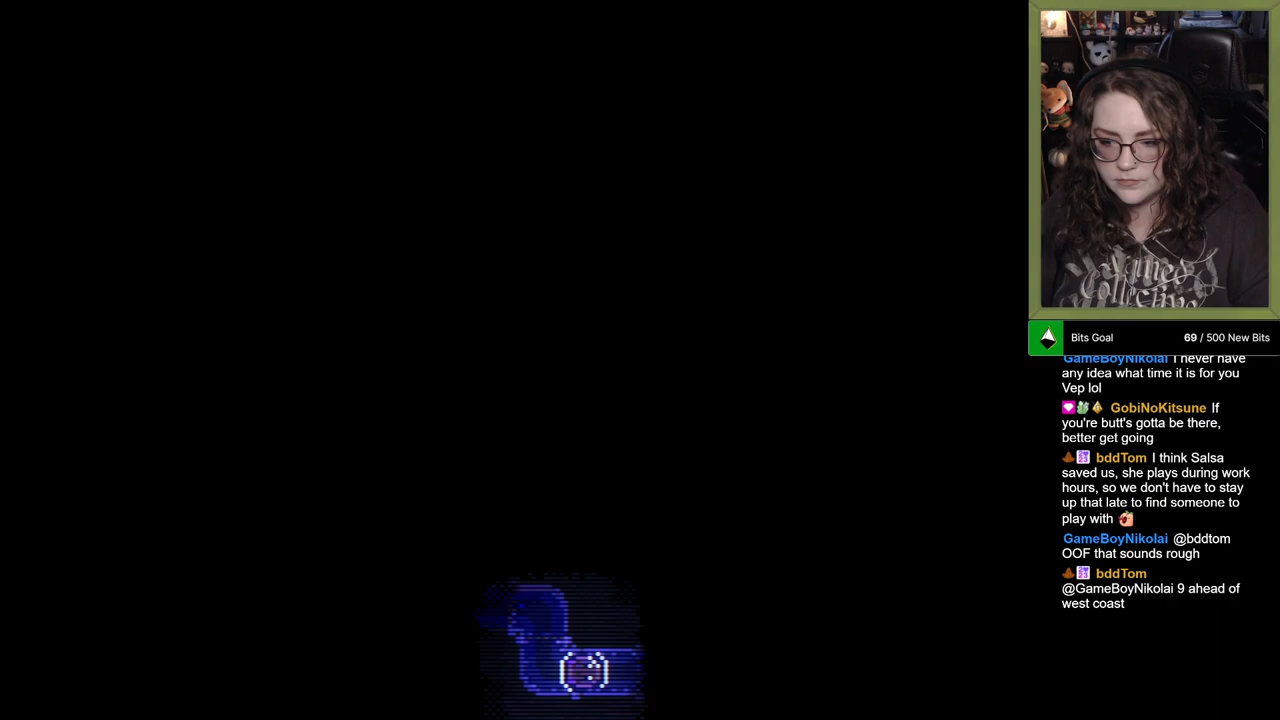 Untamed
Collective
Bits Goal
69 / 500 New Bits
GameBoyNikolai I never have
any idea what time it is for you
Vep lol
GobiNoKitsune If
you're butt's gotta be there,
better get going
bddTom I think Salsa
saved us, she plays during work
hours, so we don't have to stay
up that late to find someone to
play with
GameBoyNikolai @bddtom
OOF that sounds rough
bddTom
@GameBoyNikolai 9 ahead of
west coast